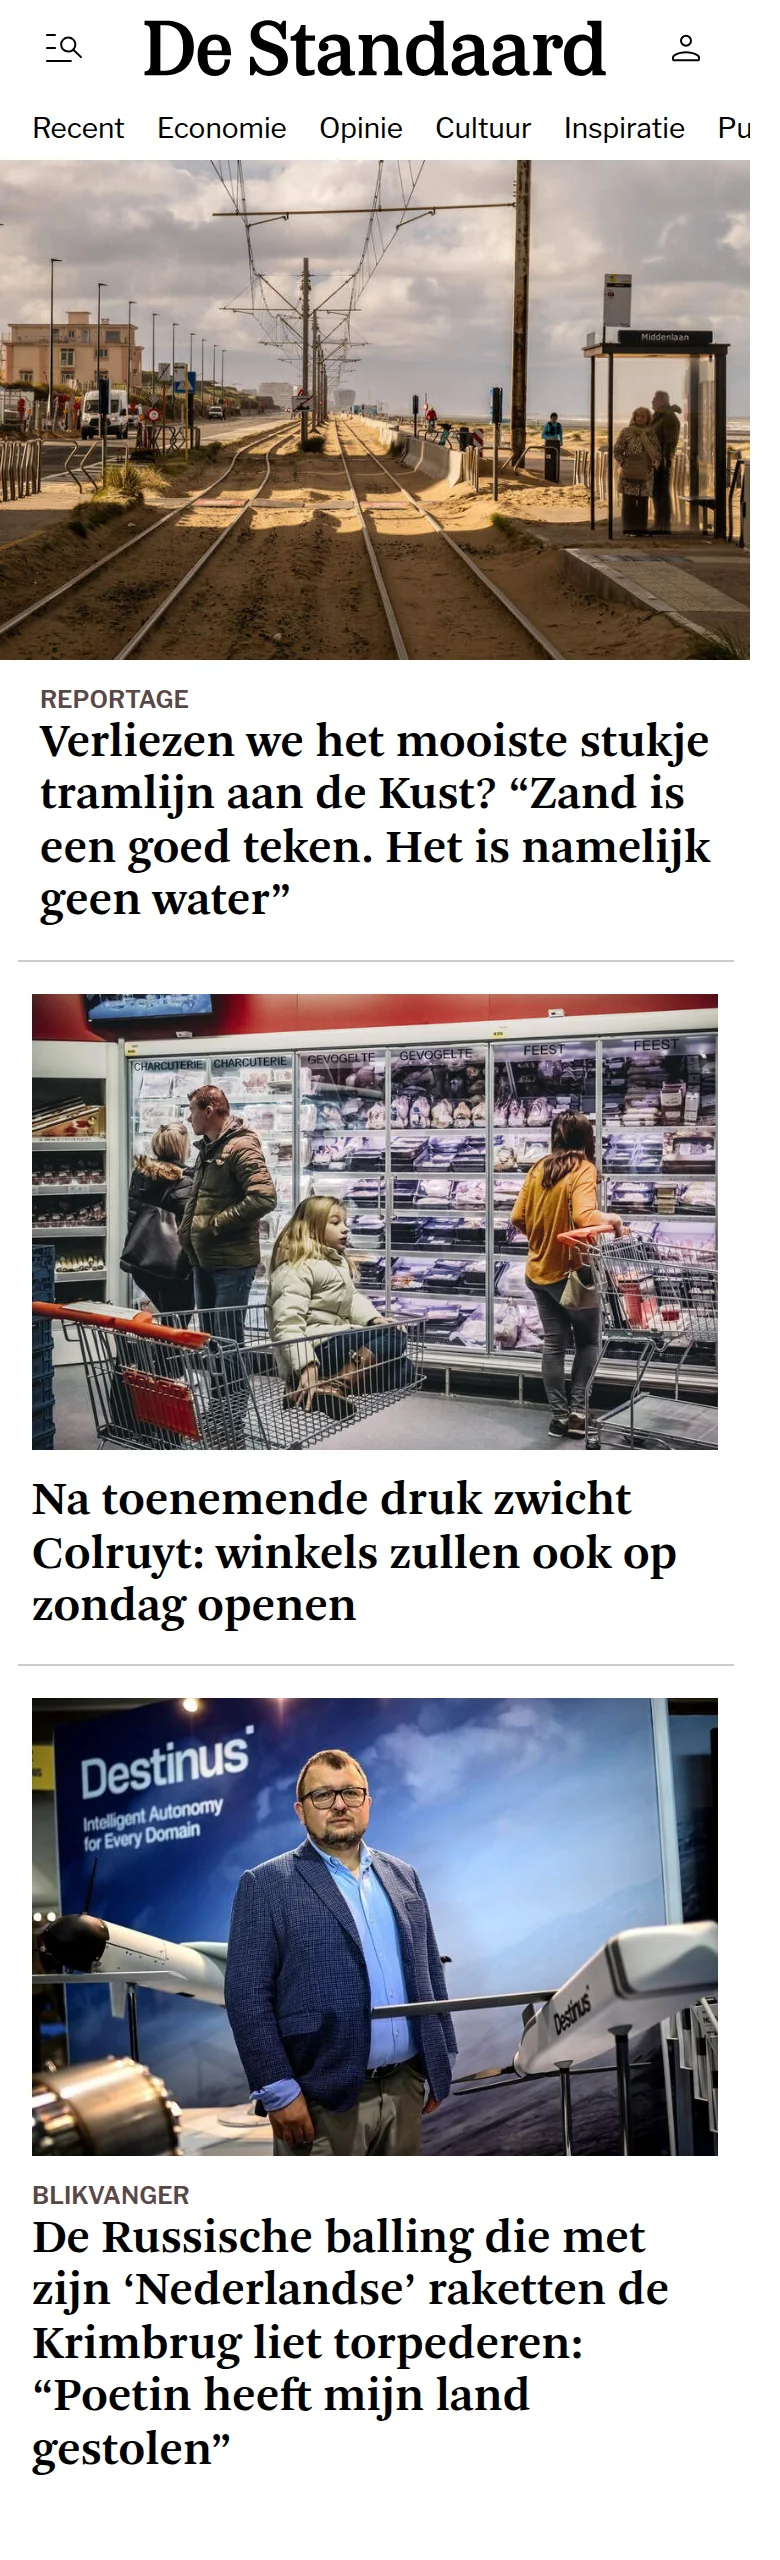 De Standaard
Recent Economie Opinie Cultuur Inspiratie Pu
Middenlaan
REPORTAGE
Verliezen we het mooiste stukje
tramlijn aan de Kust? “Zand is
een goed teken. Het is namelijk
geen water”
CHARCUTERIE CHARCUTERIE GEVOGELTE GEVOGELTE FEEST FEEST
Na toenemende druk zwicht
Colruyt: winkels zullen ook op
zondag openen
Destinus
Intelligent Autonomy
for Every Domain
Destinus
BLIKVANGER
De Russische balling die met
zijn ‘Nederlandse’ raketten de
Krimbrug liet torpederen:
“Poetin heeft mijn land
gestolen”